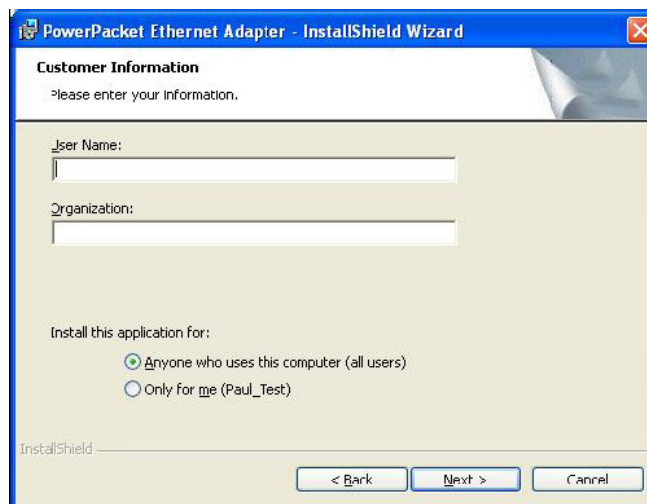 PowerPacket Ethernet Adapter - InstallShield Wizard
Customer Information
Please enter your information.
User Name:
Organization:
Install this application for:
Anyone who uses this computer (all users)
Only for me (Paul_Test)
InstallShield
< Back Next > Cancel